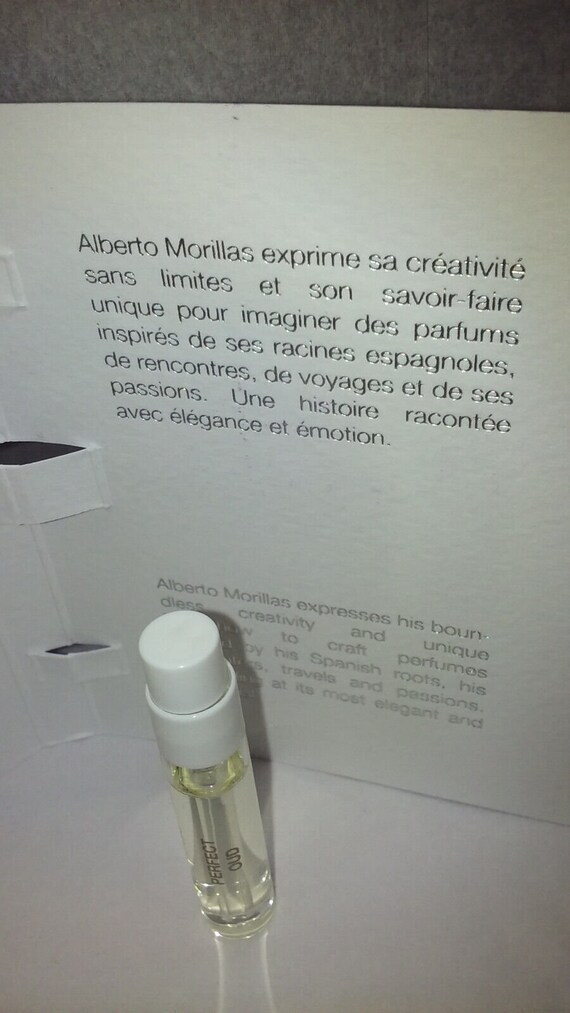 Alberto Morillas exprime sa créativité
sans limites et son savoir-faire
unique pour imaginer des parfums
inspirés de ses racines espagnoles,
de rencontres, de voyages et de ses
passions. Une histoire racontée
avec élégance et émotion.
Alberto Morillas expresses his boun-
dless creativity and unique
to craft perfumes
by his Spanish roots, his
travels and passions.
at its most elegant and
PERFECT
OUD